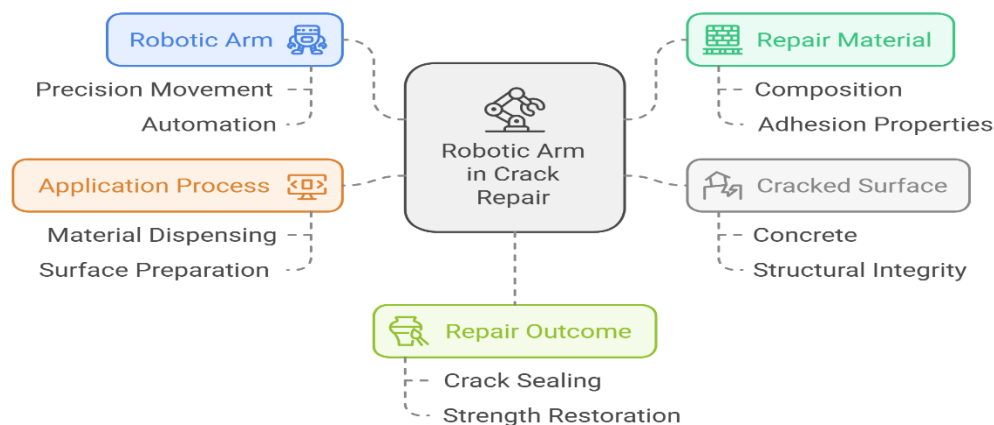 Robotic Arm
Precision Movement
Automation
Application Process
Material Dispensing
Surface Preparation
Robotic Arm
in Crack
Repair
Repair Material
Composition
Adhesion Properties
Cracked Surface
Concrete
Structural Integrity
Repair Outcome
Crack Sealing
Strength Restoration